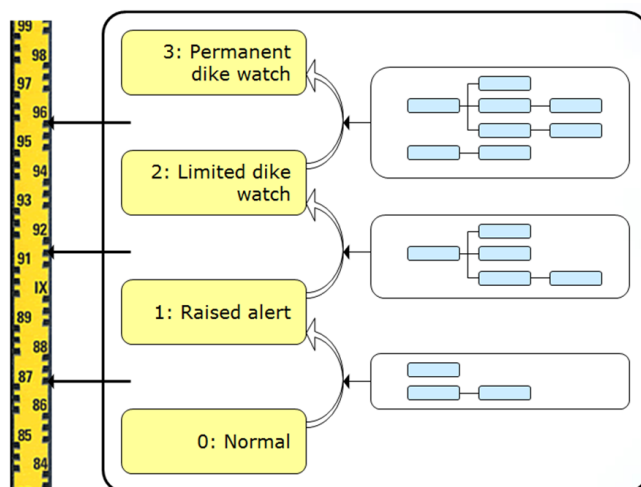 99
98
97
96
95
94
93
92
91
IX
89
88
87
86
85
84
3: Permanent
dike watch
2: Limited dike
watch
1: Raised alert
0: Normal